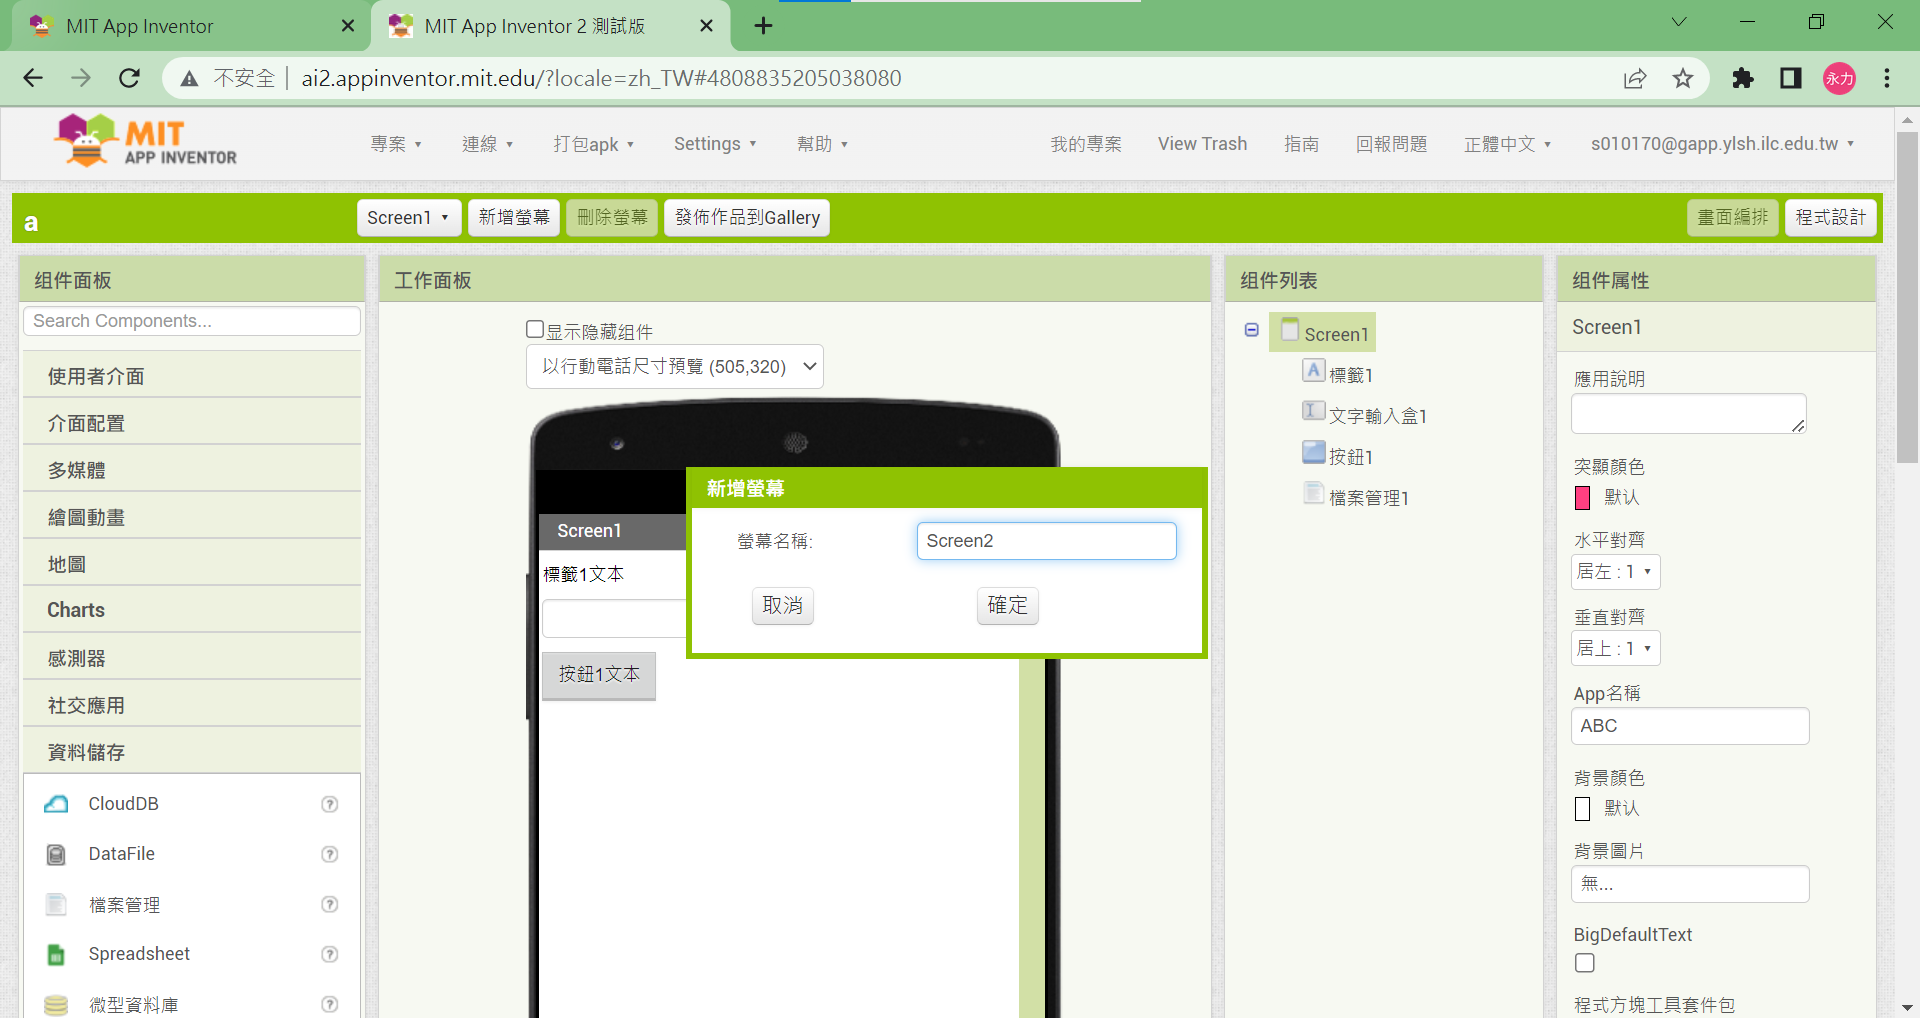 MIT App Inventor
MIT App Inventor 2 測試版
不安全
ai2.appinventor.mit.edu/?locale=zh_TW#4808835205038080
永力
MIT
APP INVENTOR
專案
連線
打包apk
Settings
幫助
我的專案
View Trash
指南
回報問題
正體中文
s010170@gapp.ylsh.ilc.edu.tw
a
Screen1
新增螢幕
刪除螢幕
發佈作品到Gallery
畫面編排
程式設計
组件面板
Search Components...
使用者介面
介面配置
多媒體
繪圖動畫
地圖
Charts
感測器
社交應用
資料儲存
CloudDB
DataFile
檔案管理
Spreadsheet
微型資料庫
工作面板
显示隐藏组件
以行動電話尺寸預覽 (505,320)
Screen1
標籤1文本
按鈕1文本
新增螢幕
螢幕名稱:
Screen2
取消
確定
组件列表
Screen1
標籤1
文字輸入盒1
按鈕1
檔案管理1
组件属性
Screen1
應用說明
突顯顏色
默认
水平對齊
居左 : 1
垂直對齊
居上 : 1
App名稱
ABC
背景顏色
默认
背景圖片
無...
BigDefaultText
程式方塊工具套件包